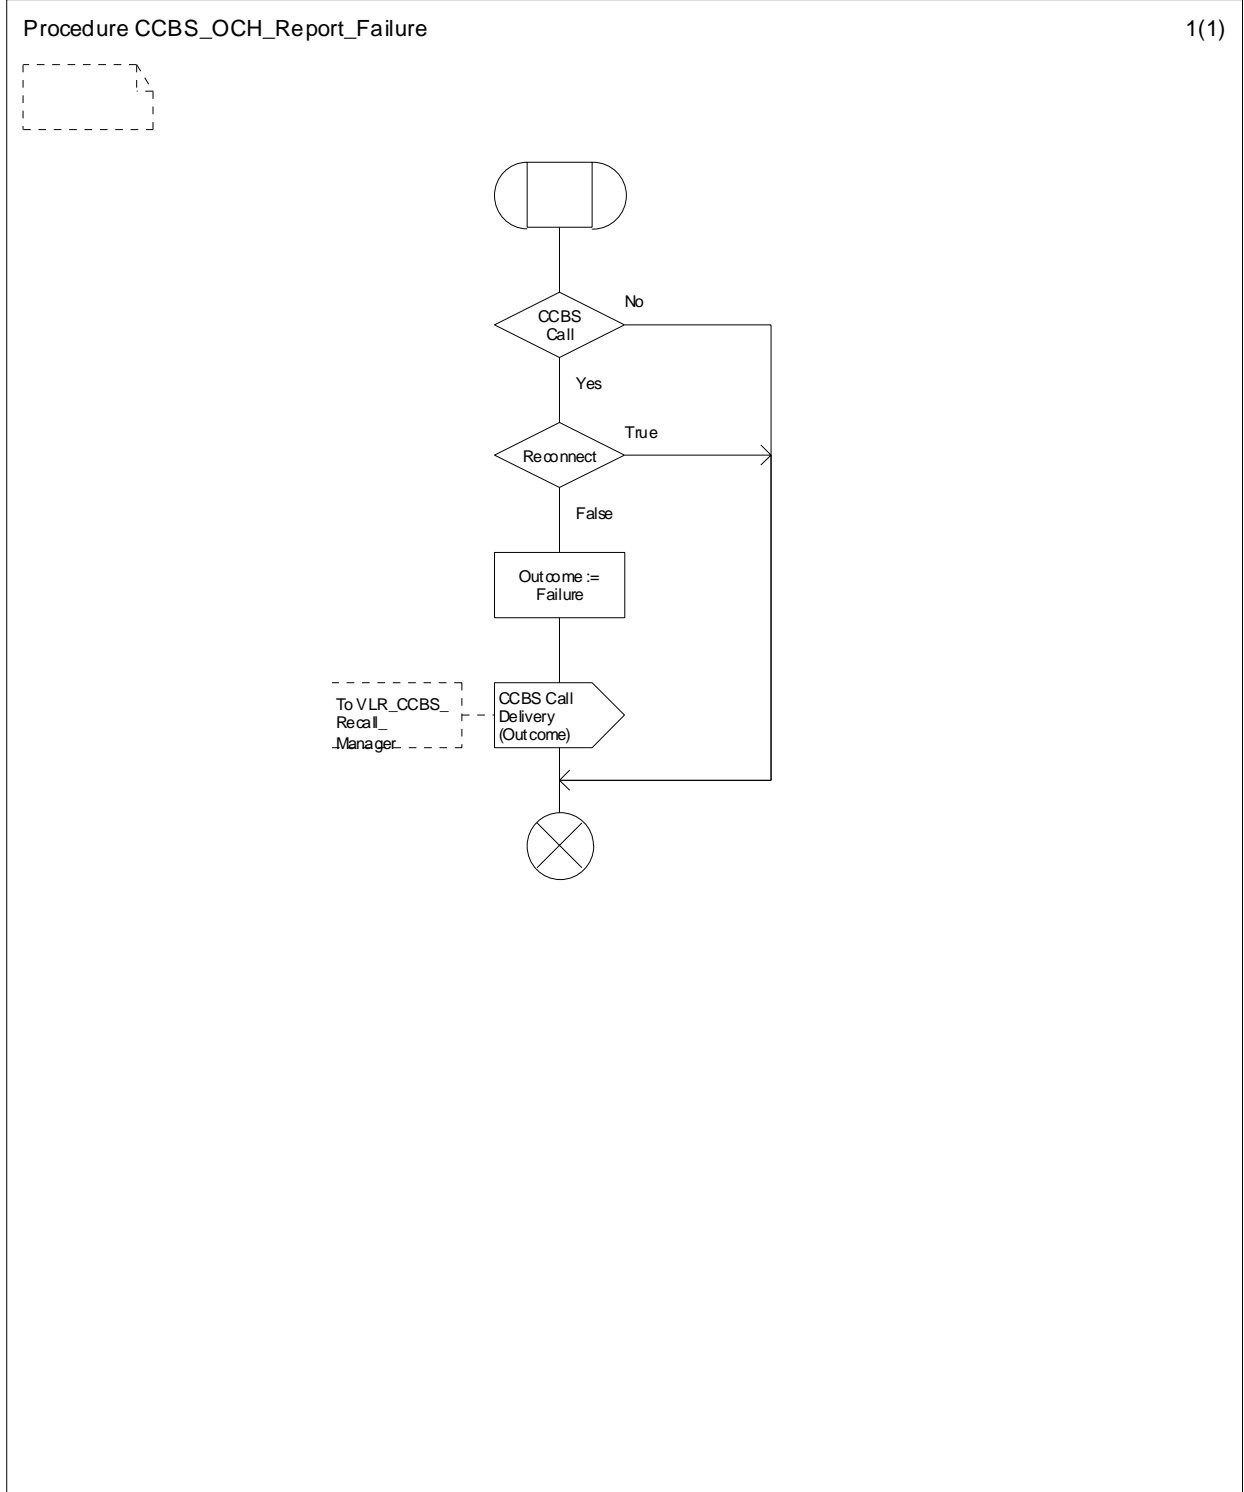 Procedure CCBS_OCH_Report_Failure
1(1)
No
CCBS
Call
Yes
True
Reconnect
False
Outcome :=
Failure
To VLR_CCBS_
Recall_
Manager
CCBS Call
Delivery
(Outcome)